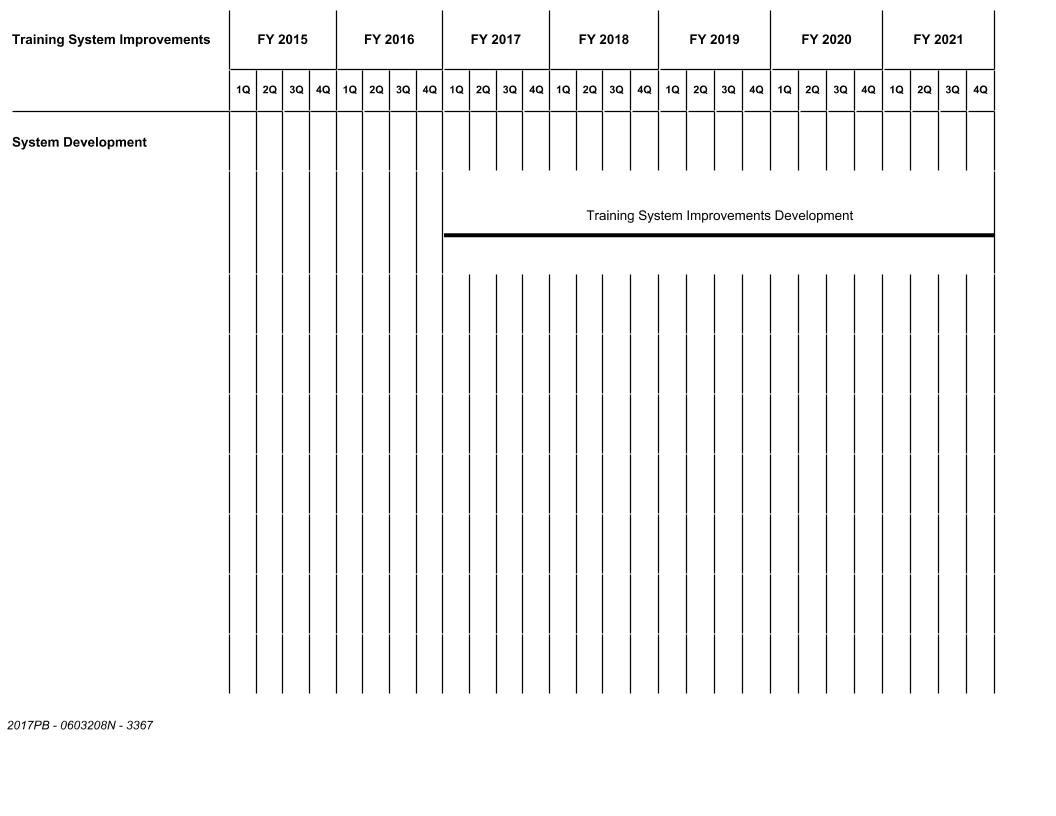 Training System Improvements FY 2015 FY 2016 FY 2017 FY 2018 FY 2019 FY 2020 FY 2021
1Q 2Q 3Q 4Q 1Q 2Q 3Q 4Q 1Q 2Q 3Q 4Q 1Q 2Q 3Q 4Q 1Q 2Q 3Q 4Q 1Q 2Q 3Q 4Q 1Q 2Q 3Q 4Q
System Development
Training System Improvements Development
2017PB - 0603208N - 3367